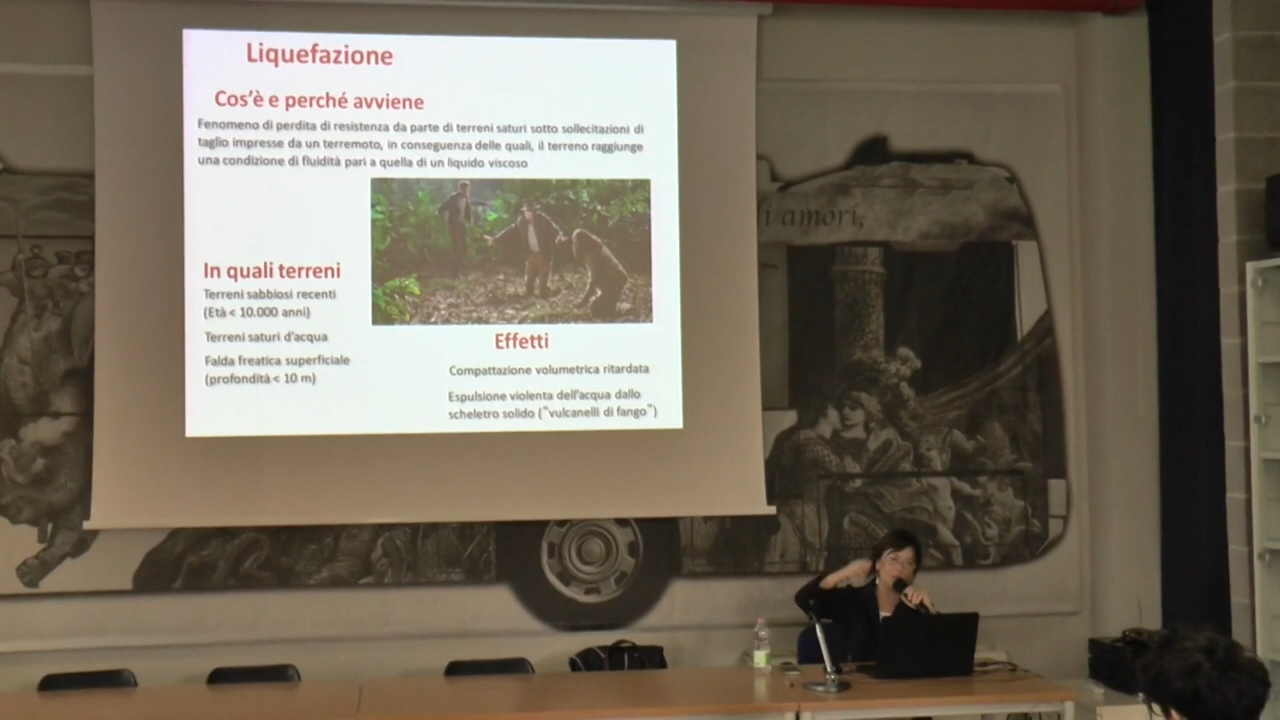 Liquefazione
Cos'è e perché avviene
Fenomeno di perdita di resistenza da parte di terreni saturi sotto sollecitazioni di
taglio impresse da un terremoto, in conseguenza delle quali, il terreno raggiunge
una condizione di fluidità pari a quella di un liquido viscoso
In quali terreni
Terreni sabbiosi recenti
(Età < 10.000 anni)
Terreni saturi d'acqua
Falda freatica superficiale
(profondità < 10 m)
Effetti
Compattazione volumetrica ritardata
Espulsione violenta dell'acqua dallo
scheletro solido ("vulcanelli di fango")
li amori,